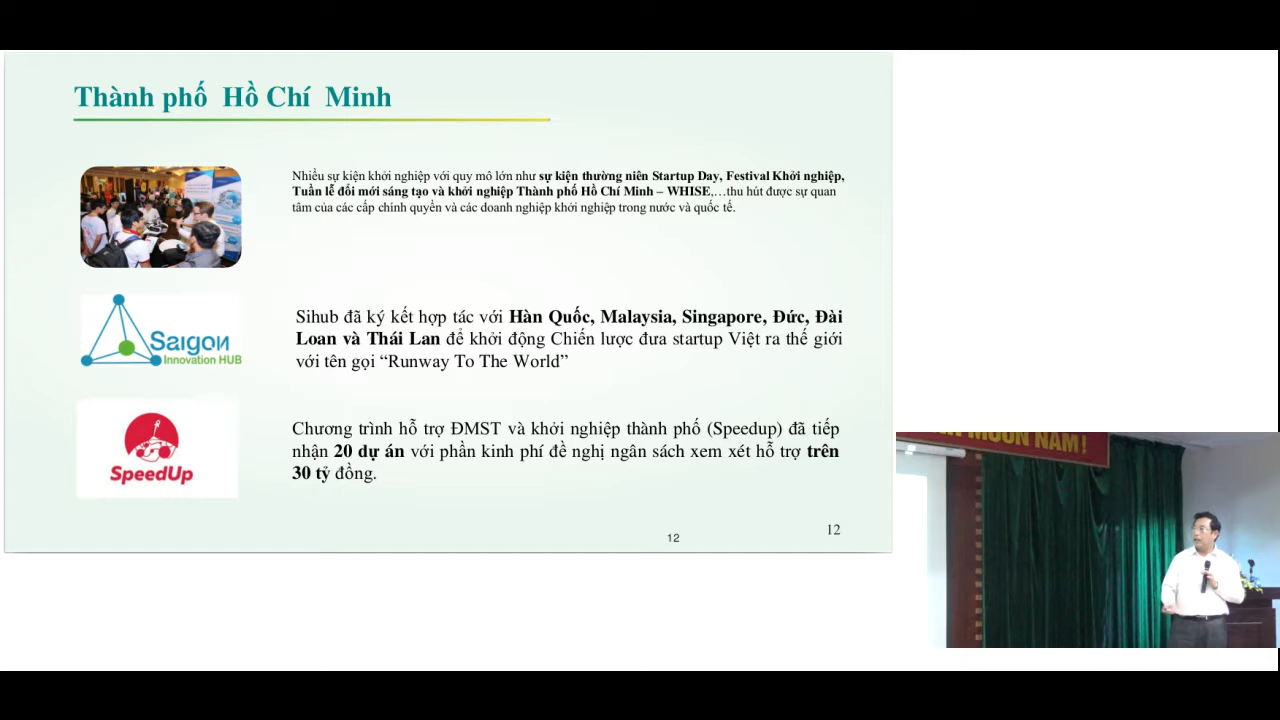 Thành phố Hồ Chí Minh
Nhiều sự kiện khởi nghiệp với quy mô lớn như sự kiện thường niên Startup Day, Festival Khởi nghiệp,
Tuần lễ đổi mới sáng tạo và khởi nghiệp Thành phố Hồ Chí Minh – WHISE,…thu hút được sự quan
tâm của các cấp chính quyền và các doanh nghiệp khởi nghiệp trong nước và quốc tế.
Saigon
Innovation HUB
Sihub đã ký kết hợp tác với Hàn Quốc, Malaysia, Singapore, Đức, Đài
Loan và Thái Lan để khởi động Chiến lược đưa startup Việt ra thế giới
với tên gọi “Runway To The World”
SpeedUp
Chương trình hỗ trợ ĐMST và khởi nghiệp thành phố (Speedup) đã tiếp
nhận 20 dự án với phần kinh phí đề nghị ngân sách xem xét hỗ trợ trên
30 tỷ đồng.
12
12
MUÔN NĂM!